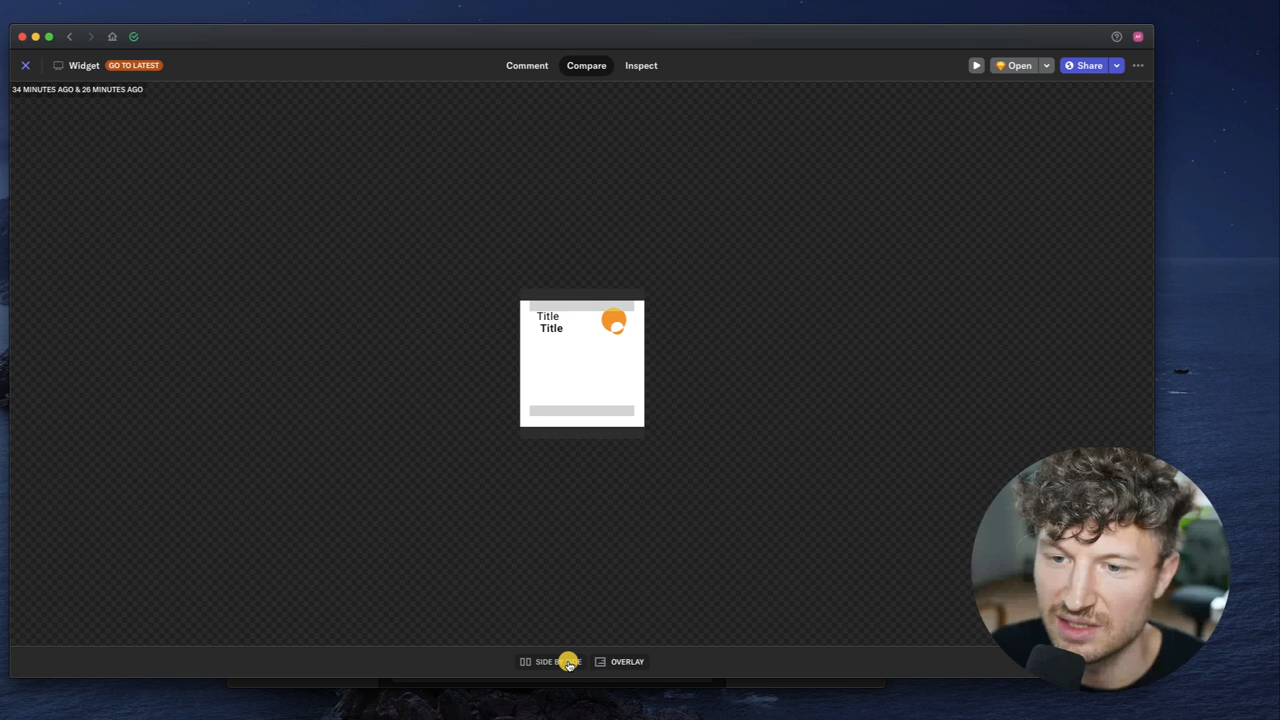 Widget GO TO LATEST
Comment Compare Inspect
Open Share
34 MINUTES AGO & 26 MINUTES AGO
Title
Title
OVERLAY